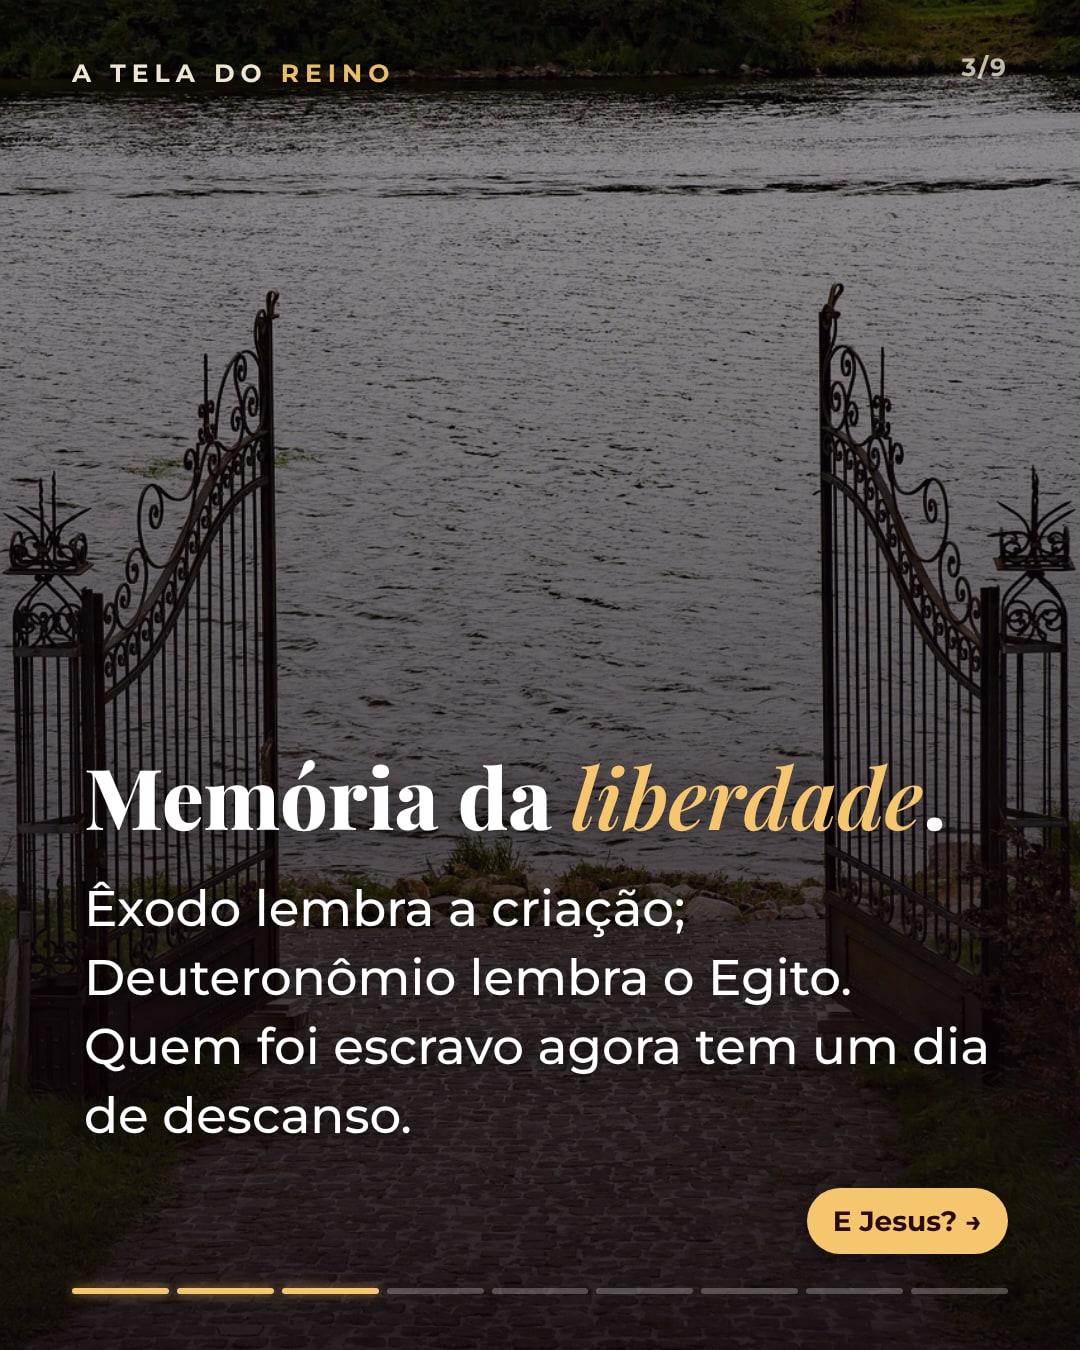 A TELA DO REINO
3/9
Memória da liberdade.
Êxodo lembra a criação;
Deuteronômio lembra o Egito.
Quem foi escravo agora tem um dia
de descanso.
E Jesus? →